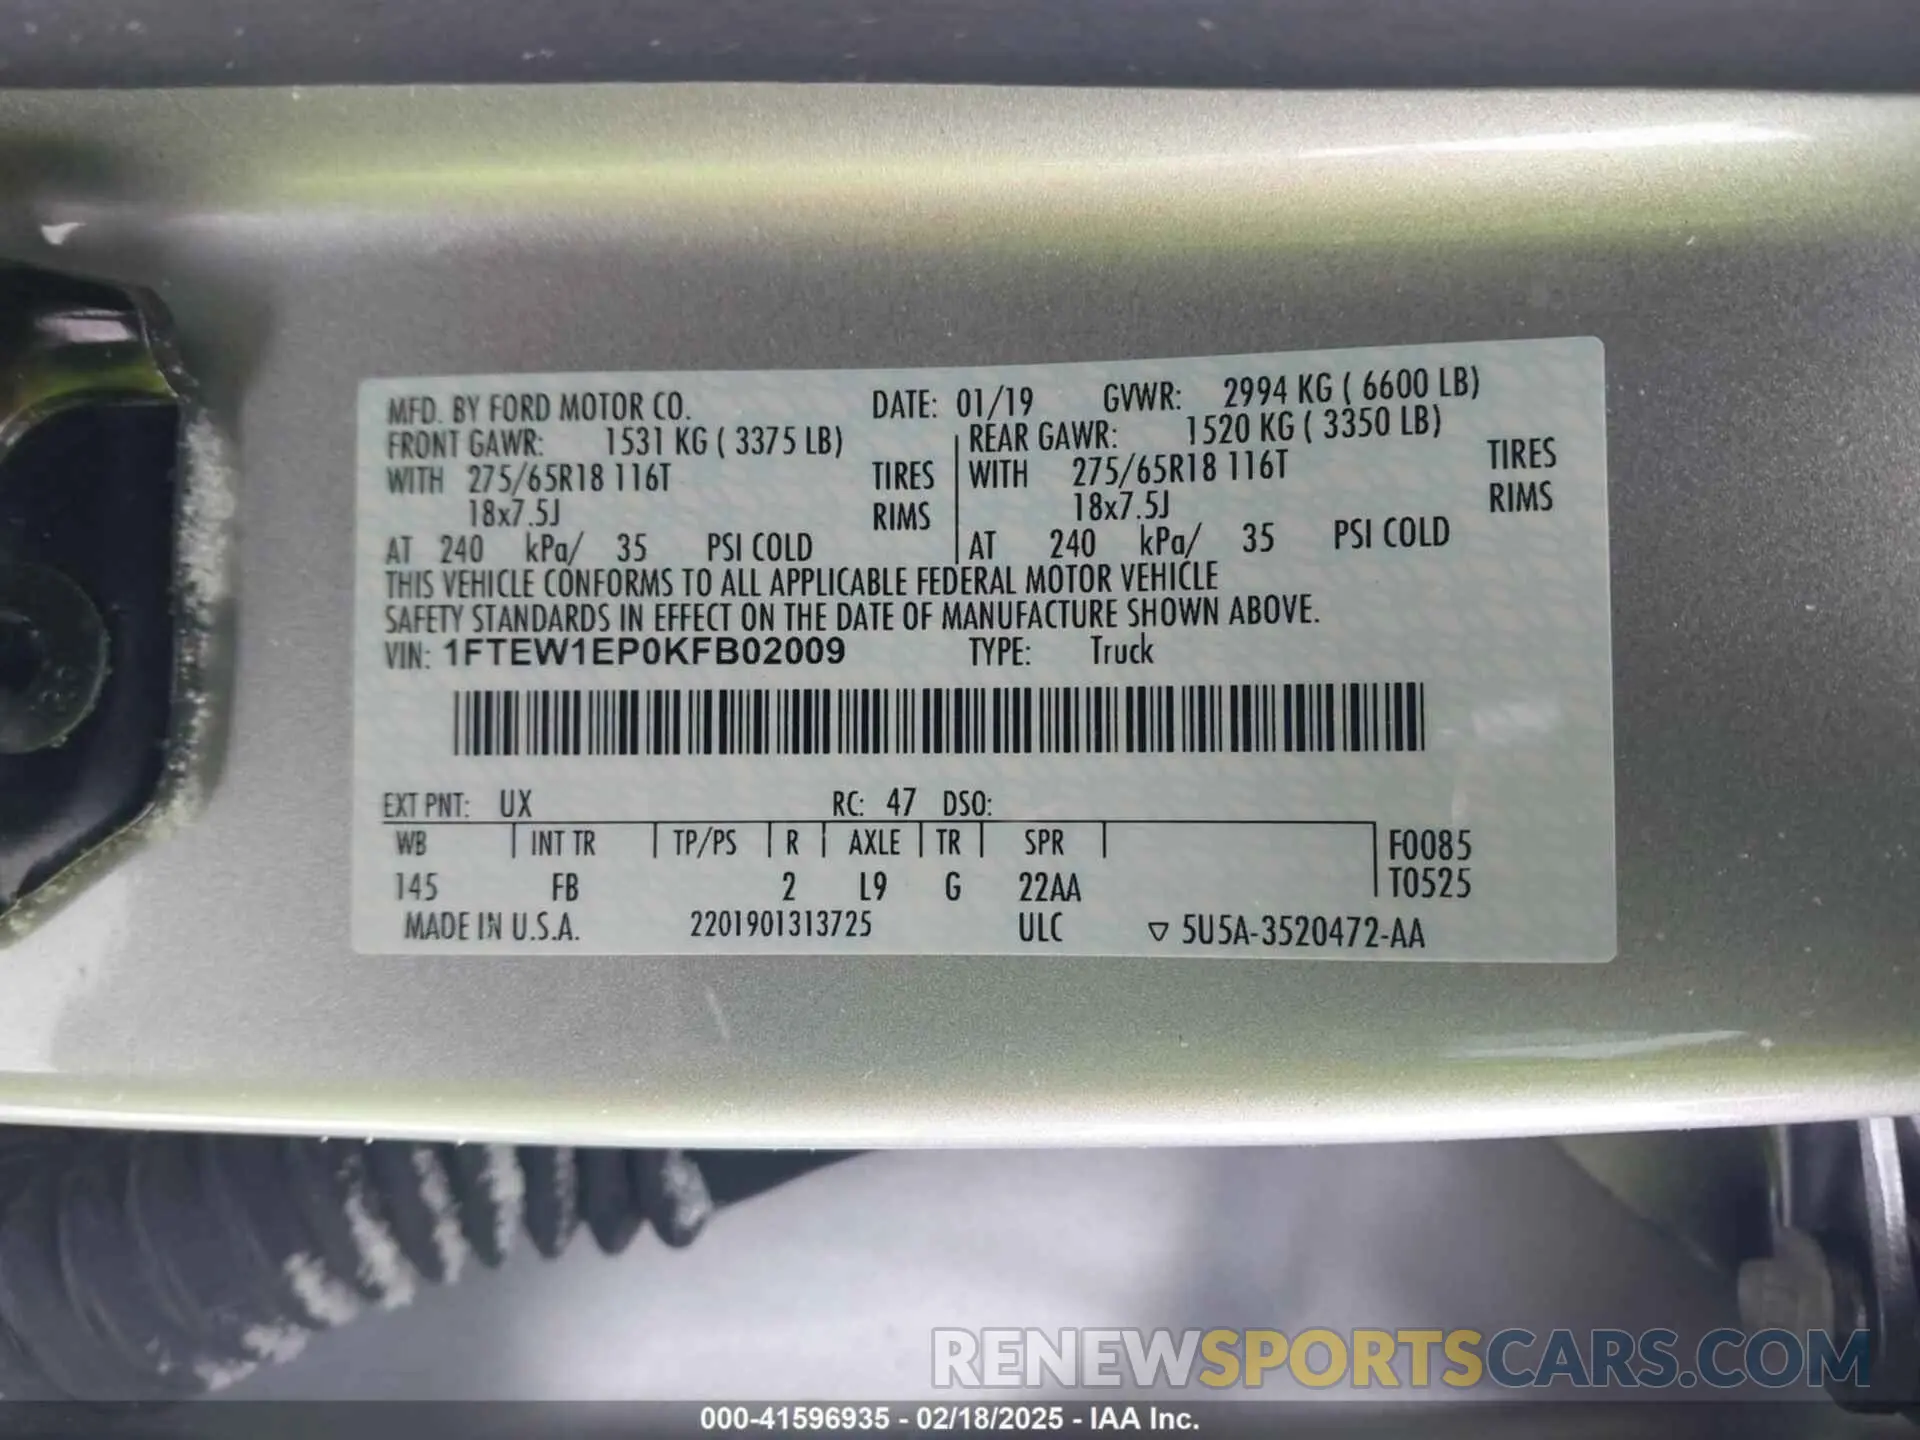 MFD. BY FORD MOTOR CO. DATE: 01/19 GVWR: 2994 KG ( 6600 LB)
FRONT GAWR: 1531 KG ( 3375 LB) REAR GAWR: 1520 KG ( 3350 LB)
WITH 275/65R18 116T TIRES WITH 275/65R18 116T TIRES
18x7.5J RIMS 18x7.5J RIMS
AT 240 kPa/ 35 PSI COLD AT 240 kPa/ 35 PSI COLD
THIS VEHICLE CONFORMS TO ALL APPLICABLE FEDERAL MOTOR VEHICLE
SAFETY STANDARDS IN EFFECT ON THE DATE OF MANUFACTURE SHOWN ABOVE.
VIN: 1FTEW1EP0KFB02009 TYPE: Truck
EXT PNT: UX RC: 47 DSO:
WB INT TR TP/PS R AXLE TR SPR F0085
145 FB 2 L9 G 22AA T0525
MADE IN U.S.A. 2201901313725 ULC ▽ 5U5A-3520472-AA
RENEWSPORTSCARS.COM
000-41596935 - 02/18/2025 - IAA Inc.